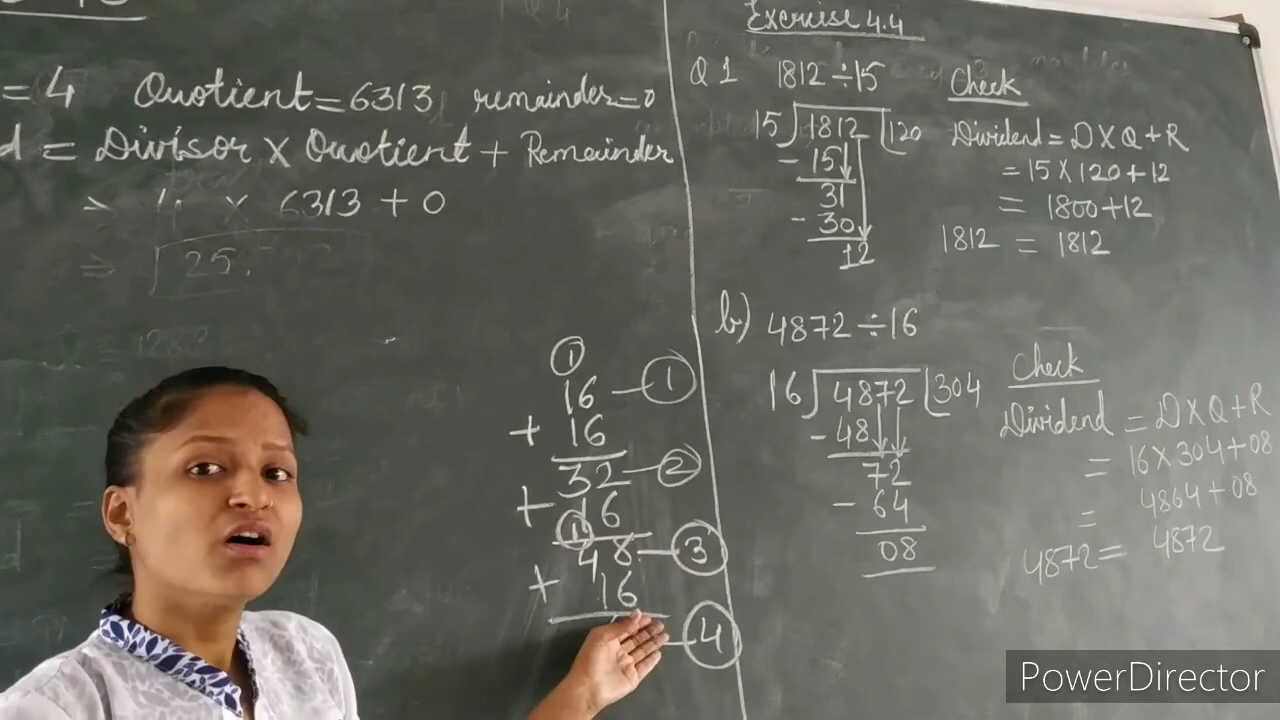 = 4 Quotient = 6313 remainder = 0
d = Divisor X Quotient + Remainder
6313 + 0
⇒ 25
①
16 — ①
+ 16
32 — ②
+ 16
①
48 — ③
+ 16
④
Exercise 4.4
Q 1 1812 ÷ 15
15 ) 1812 ( 120
- 15
31
- 30
12
Check
Dividend = D X Q + R
= 15 X 120 + 12
= 1800 + 12
1812 = 1812
b) 4872 ÷ 16
16 ) 4872 ( 304
- 48
72
- 64
08
Check
Dividend = D X Q + R
= 16 X 304 + 08
= 4864 + 08
4872 = 4872
PowerDirector